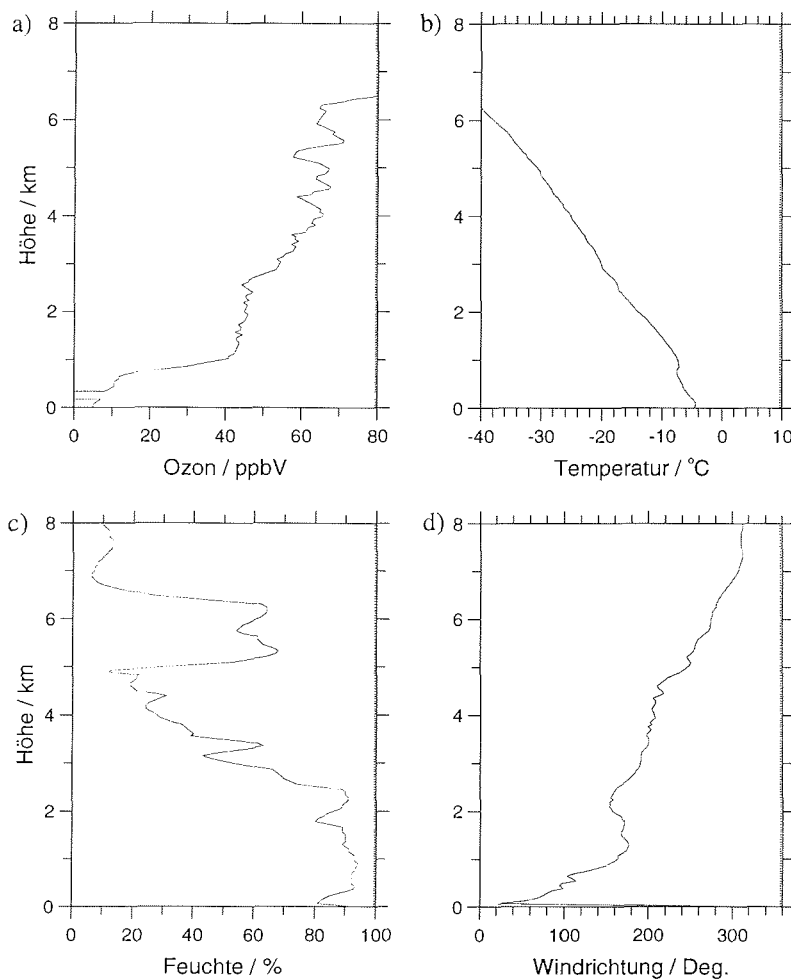 a)
8
6
4
2
0
Höhe / km
0 20 40 60 80
Ozon / ppbV
b)
8
6
4
2
0
-40 -30 -20 -10 0 10
Temperatur / °C
c)
8
6
4
2
0
Höhe / km
0 20 40 60 80 100
Feuchte / %
d)
8
6
4
2
0
0 100 200 300
Windrichtung / Deg.